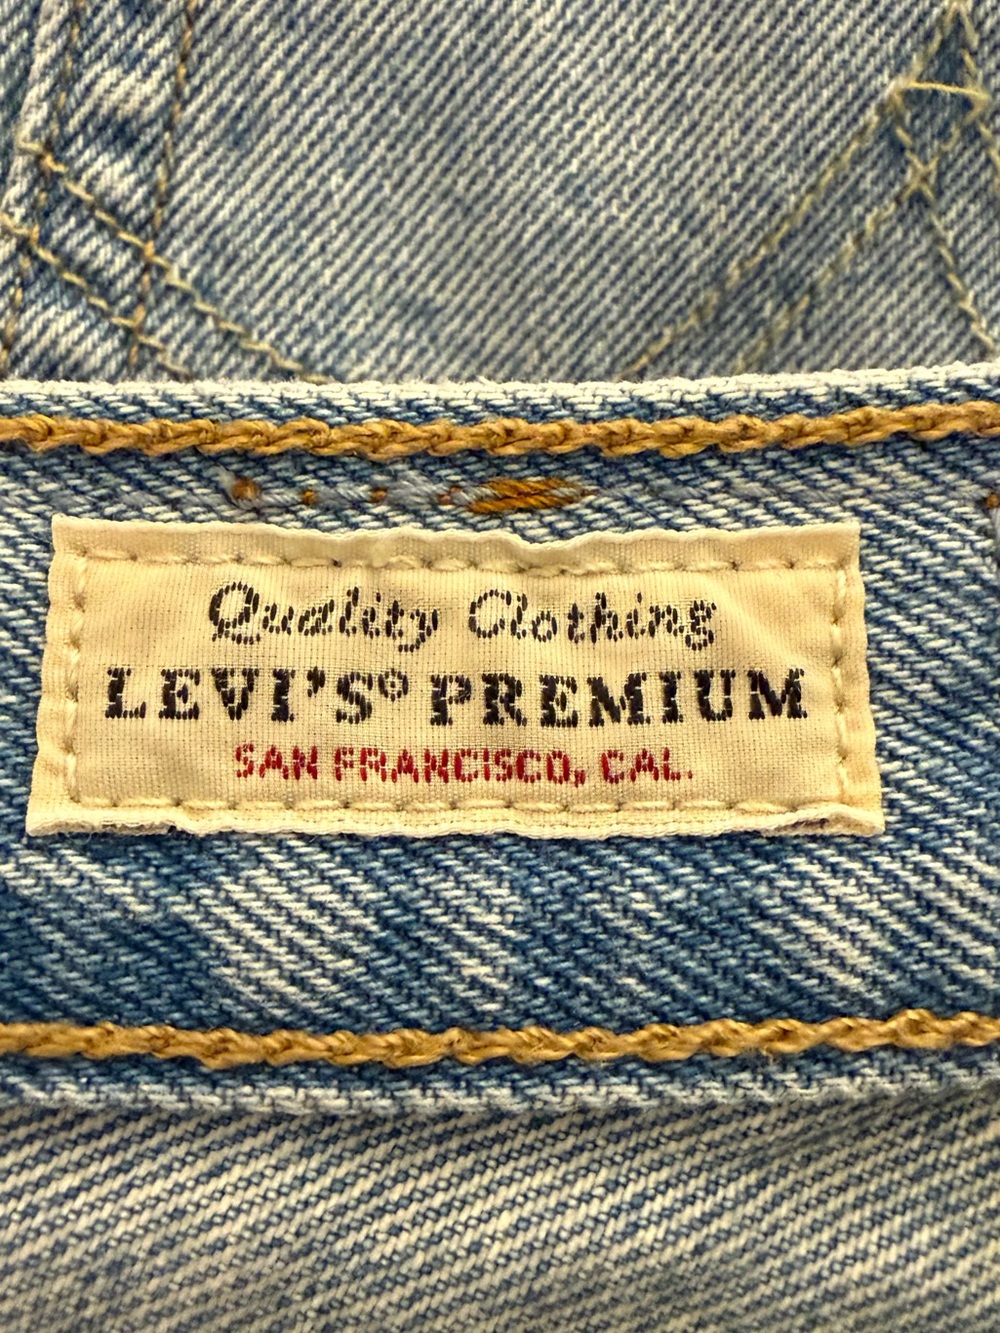 Quality Clothing
LEVI'S® PREMIUM
SAN FRANCISCO, CAL.